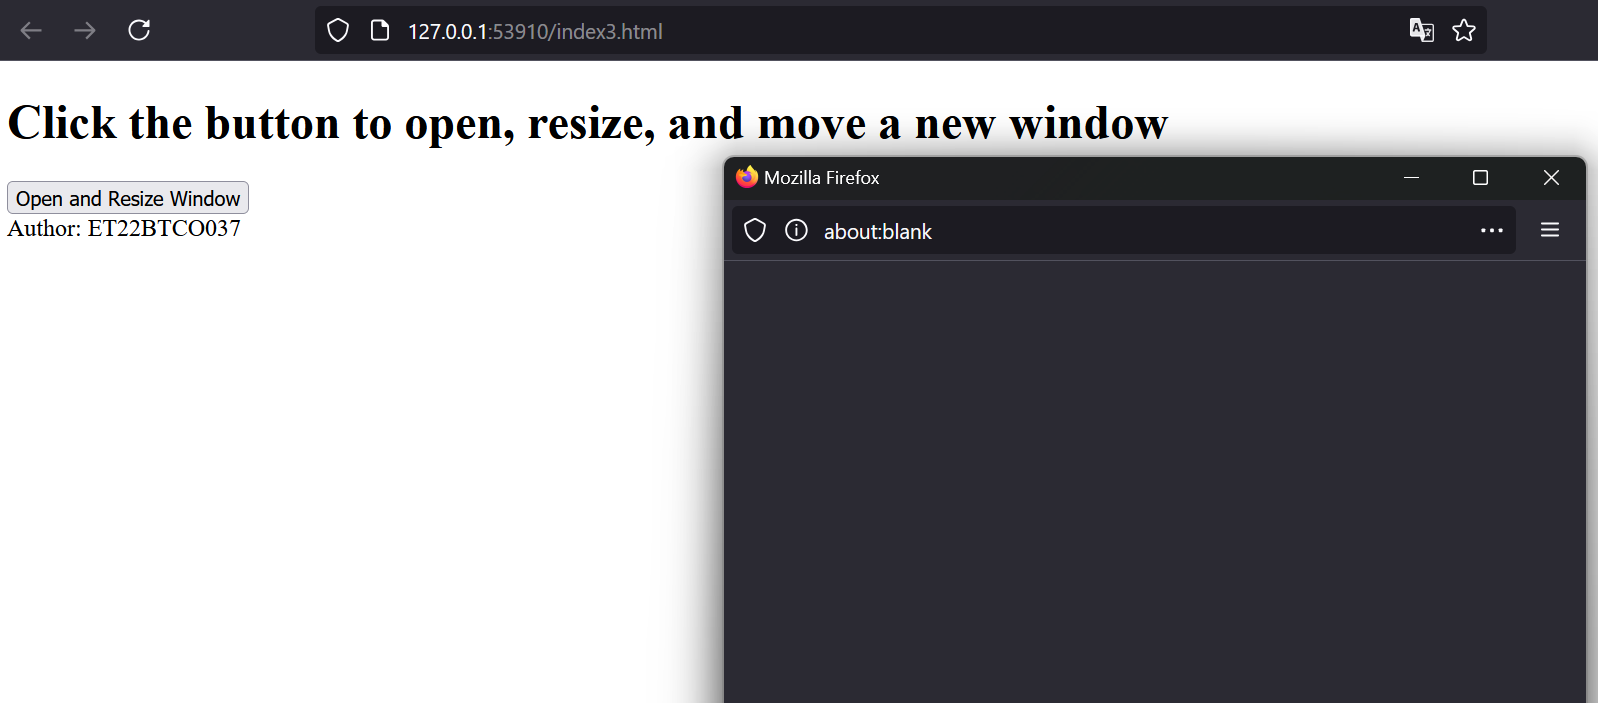 127.0.0.1:53910/index3.html
Click the button to open, resize, and move a new window
Mozilla Firefox
Open and Resize Window
about:blank
Author: ET22BTCO037